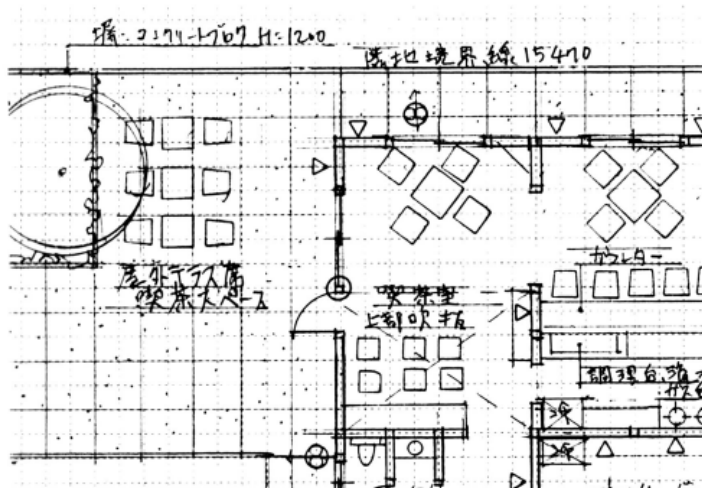 塀:コンクリートブロック H=1200
隣地境界線 15470
屋外テラス席
喫茶スペース
喫茶室
上部吹抜
カウンター
調理台
冷